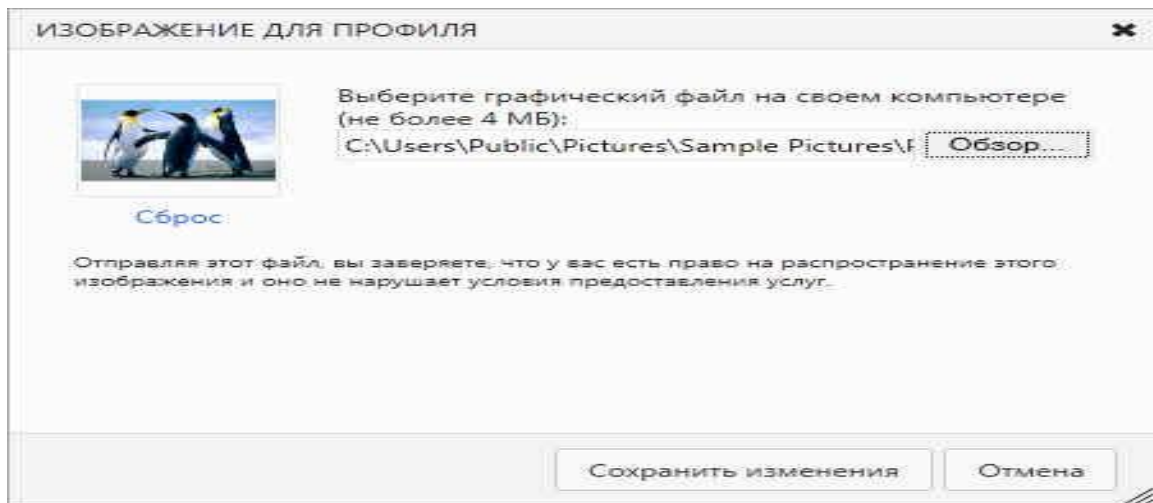 ИЗОБРАЖЕНИЕ ДЛЯ ПРОФИЛЯ
Выберите графический файл на своем компьютере
(не более 4 МБ):
C:\Users\Public\Pictures\Sample Pictures\ Обзор...
Сброс
Отправляя этот файл, вы заверяете, что у вас есть право на распространение этого
изображения и оно не нарушает условия предоставления услуг.
Сохранить изменения Отмена